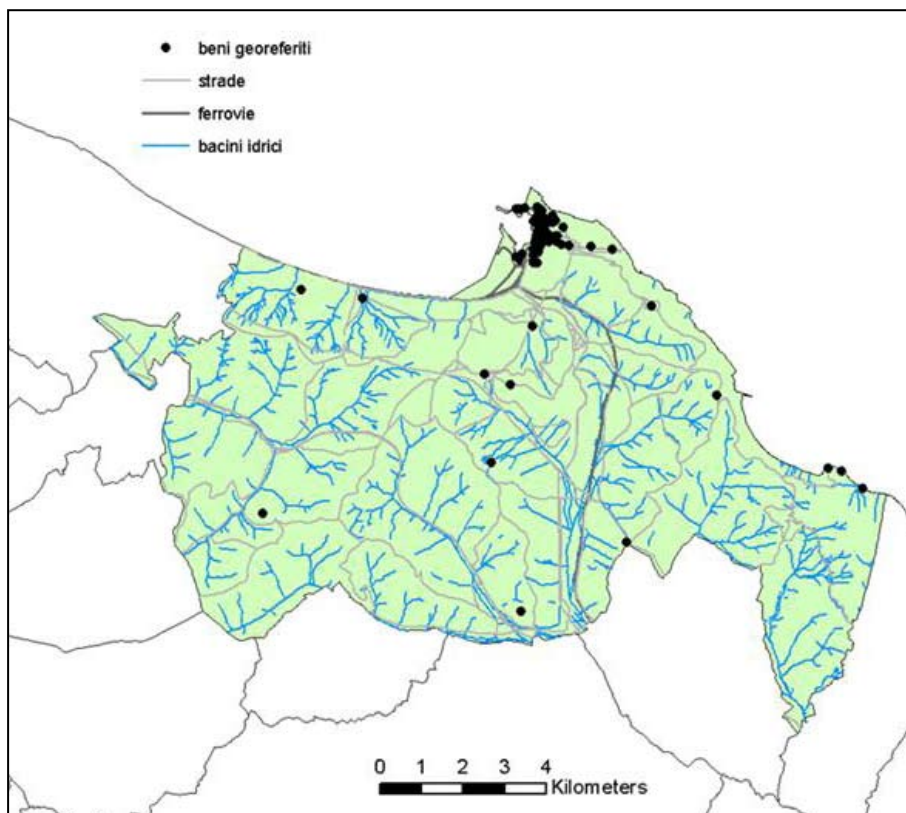 beni georeferiti
strade
ferrovie
bacini idrici
0 1 2 3 4
Kilometers